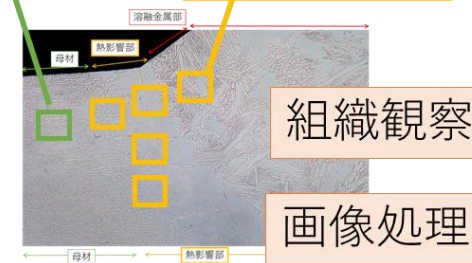 溶融金属部
熱影響部
母材
組織観察
画像処理
母材
熱影響部